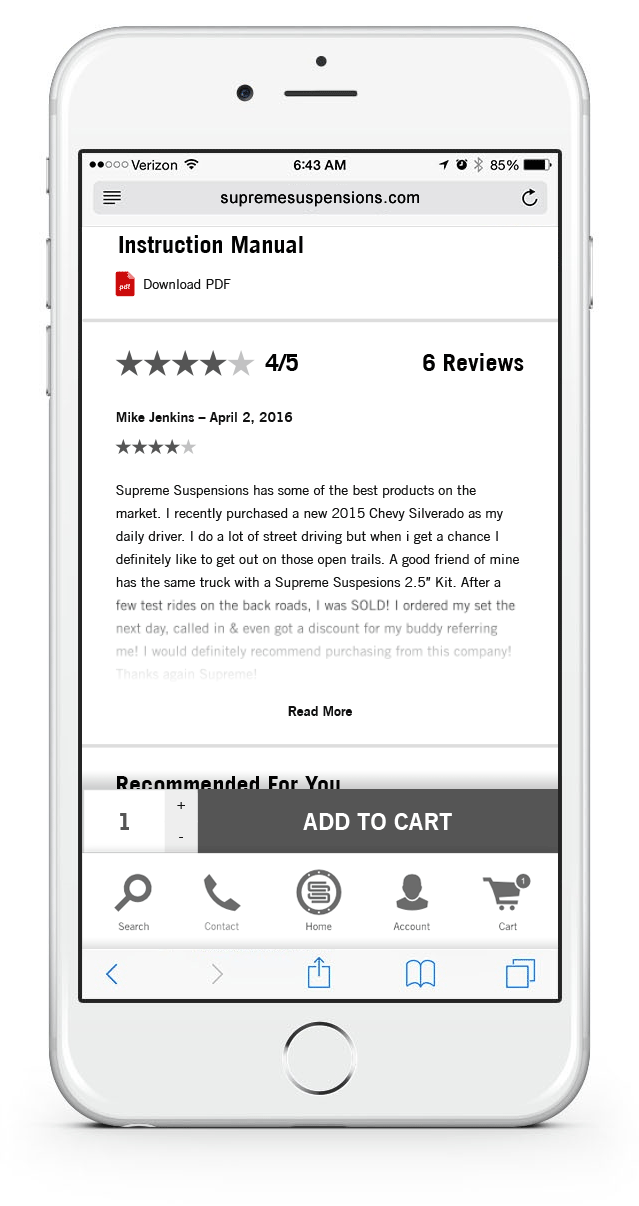 Verizon 6:43 AM 85%
supremesuspensions.com
Instruction Manual
pdf Download PDF
4/5 6 Reviews
Mike Jenkins – April 2, 2016
Supreme Suspensions has some of the best products on the
market. I recently purchased a new 2015 Chevy Silverado as my
daily driver. I do a lot of street driving but when i get a chance I
definitely like to get out on those open trails. A good friend of mine
has the same truck with a Supreme Suspesions 2.5″ Kit. After a
few test rides on the back roads, I was SOLD! I ordered my set the
next day, called in & even got a discount for my buddy referring
me! I would definitely recommend purchasing from this company!
Thanks again Supreme!
Read More
Recommended For You
1 + - ADD TO CART
1
Search Contact Home Account Cart